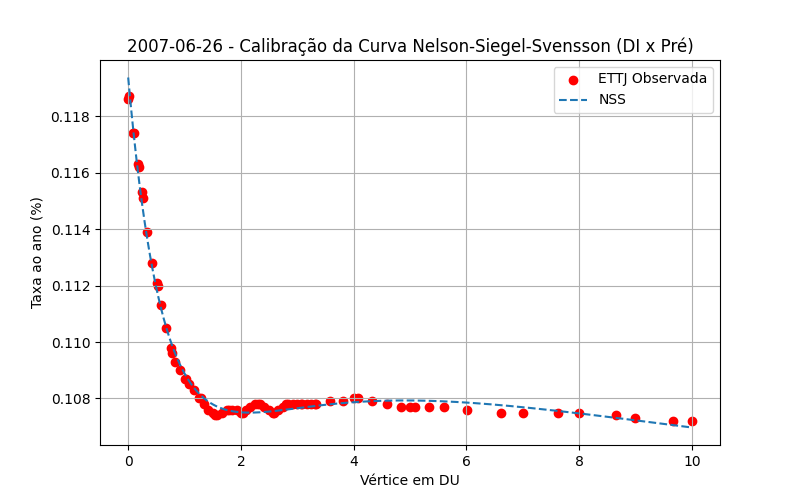 2007-06-26 - Calibração da Curva Nelson-Siegel-Svensson (DI x Pré)
ETTJ Observada
NSS
Taxa ao ano (%)
0.118
0.116
0.114
0.112
0.110
0.108
0 2 4 6 8 10
Vértice em DU